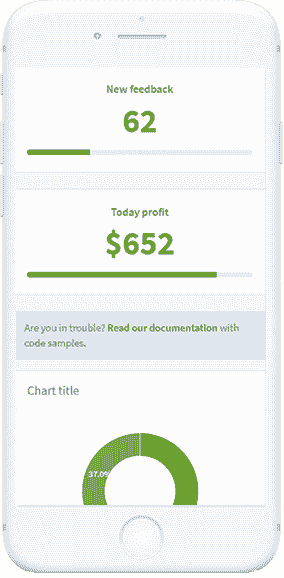 New feedback
62
Today profit
$652
Are you in trouble? Read our documentation with
code samples.
Chart title
37.0%